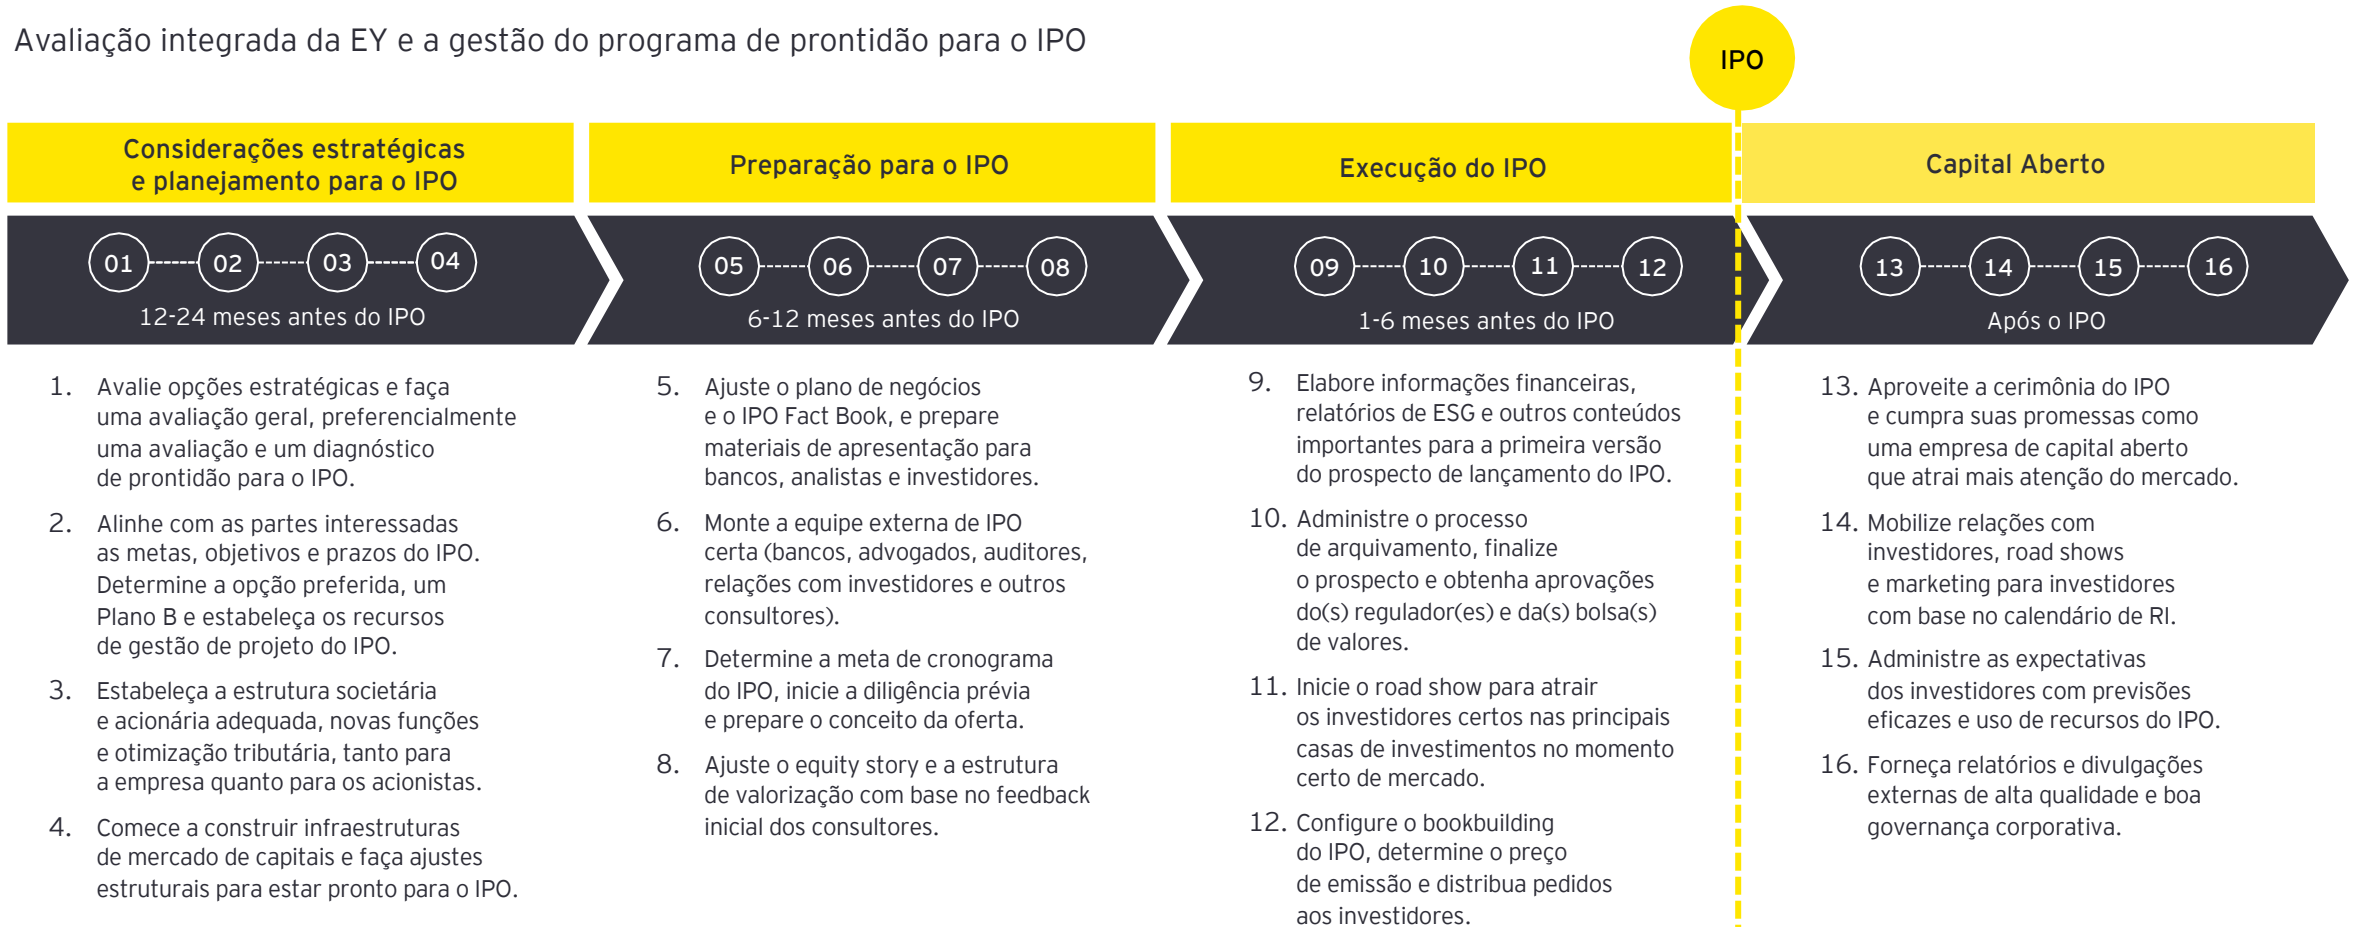 Avaliação integrada da EY e a gestão do programa de prontidão para o IPO
IPO
Considerações estratégicas
e planejamento para o IPO
01 02 03 04
12-24 meses antes do IPO
1. Avalie opções estratégicas e faça
uma avaliação geral, preferencialmente
uma avaliação e um diagnóstico
de prontidão para o IPO.
2. Alinhe com as partes interessadas
as metas, objetivos e prazos do IPO.
Determine a opção preferida, um
Plano B e estabeleça os recursos
de gestão de projeto do IPO.
3. Estabeleça a estrutura societária
e acionária adequada, novas funções
e otimização tributária, tanto para
a empresa quanto para os acionistas.
4. Comece a construir infraestruturas
de mercado de capitais e faça ajustes
estruturais para estar pronto para o IPO.
Preparação para o IPO
05 06 07 08
6-12 meses antes do IPO
5. Ajuste o plano de negócios
e o IPO Fact Book, e prepare
materiais de apresentação para
bancos, analistas e investidores.
6. Monte a equipe externa de IPO
certa (bancos, advogados, auditores,
relações com investidores e outros
consultores).
7. Determine a meta de cronograma
do IPO, inicie a diligência prévia
e prepare o conceito da oferta.
8. Ajuste o equity story e a estrutura
de valorização com base no feedback
inicial dos consultores.
Execução do IPO
09 10 11 12
1-6 meses antes do IPO
9. Elabore informações financeiras,
relatórios de ESG e outros conteúdos
importantes para a primeira versão
do prospecto de lançamento do IPO.
10. Administre o processo
de arquivamento, finalize
o prospecto e obtenha aprovações
do(s) regulador(es) e da(s) bolsa(s)
de valores.
11. Inicie o road show para atrair
os investidores certos nas principais
casas de investimentos no momento
certo de mercado.
12. Configure o bookbuilding
do IPO, determine o preço
de emissão e distribua pedidos
aos investidores.
Capital Aberto
13 14 15 16
Após o IPO
13. Aproveite a cerimônia do IPO
e cumpra suas promessas como
uma empresa de capital aberto
que atrai mais atenção do mercado.
14. Mobilize relações com
investidores, road shows
e marketing para investidores
com base no calendário de RI.
15. Administre as expectativas
dos investidores com previsões
eficazes e uso de recursos do IPO.
16. Forneça relatórios e divulgações
externas de alta qualidade e boa
governança corporativa.